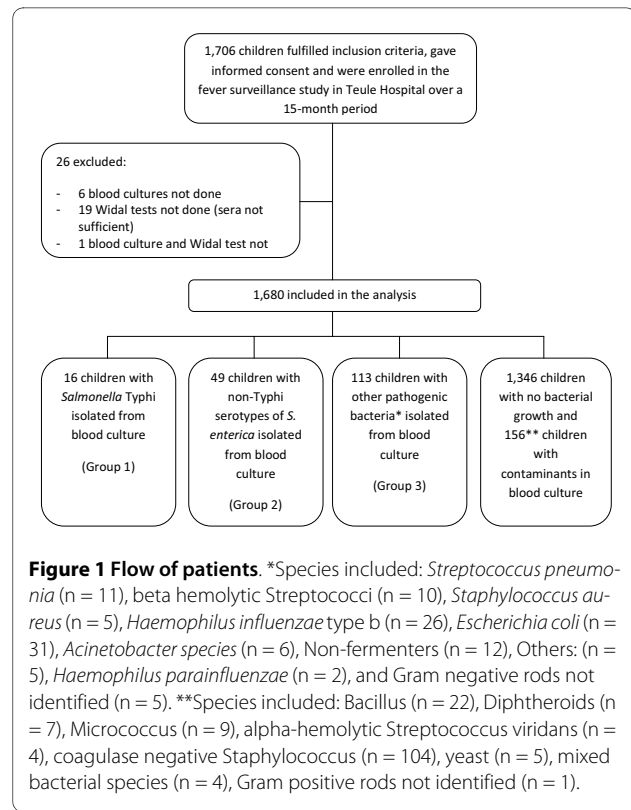 1,706 children fulfilled inclusion criteria, gave
informed consent and were enrolled in the
fever surveillance study in Teule Hospital over a
15-month period
26 excluded:
- 6 blood cultures not done
- 19 Widal tests not done (sera not
sufficient)
- 1 blood culture and Widal test not
1,680 included in the analysis
16 children with
Salmonella Typhi
isolated from
blood culture
(Group 1)
49 children with
non-Typhi
serotypes of S.
enterica isolated
from blood
culture
(Group 2)
113 children with
other pathogenic
bacteria* isolated
from blood
culture
(Group 3)
1,346 children
with no bacterial
growth and
156** children
with
contaminants in
blood culture
Figure 1 Flow of patients. *Species included: Streptococcus pneumo-
nia (n = 11), beta hemolytic Streptococci (n = 10), Staphylococcus au-
reus (n = 5), Haemophilus influenzae type b (n = 26), Escherichia coli (n =
31), Acinetobacter species (n = 6), Non-fermenters (n = 12), Others: (n =
5), Haemophilus parainfluenzae (n = 2), and Gram negative rods not
identified (n = 5). **Species included: Bacillus (n = 22), Diphtheroids (n
= 7), Micrococcus (n = 9), alpha-hemolytic Streptococcus viridans (n =
4), coagulase negative Staphylococcus (n = 104), yeast (n = 5), mixed
bacterial species (n = 4), Gram positive rods not identified (n = 1).